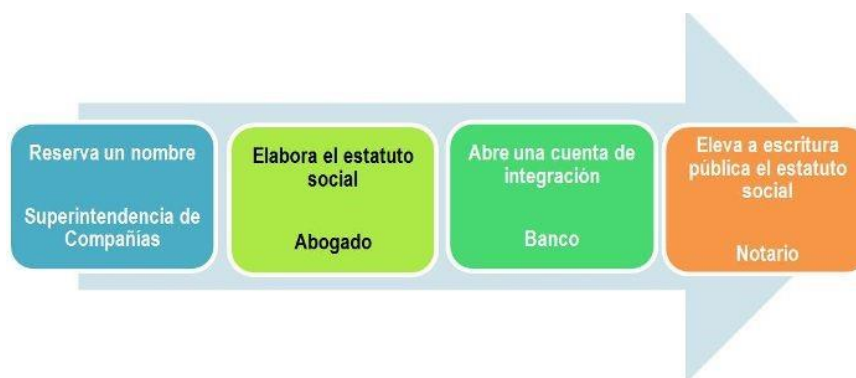 Reserva un nombre
Superintendencia de
Compañías
Elabora el estatuto
social
Abogado
Abre una cuenta de
integración
Banco
Eleva a escritura
pública el estatuto
social
Notario